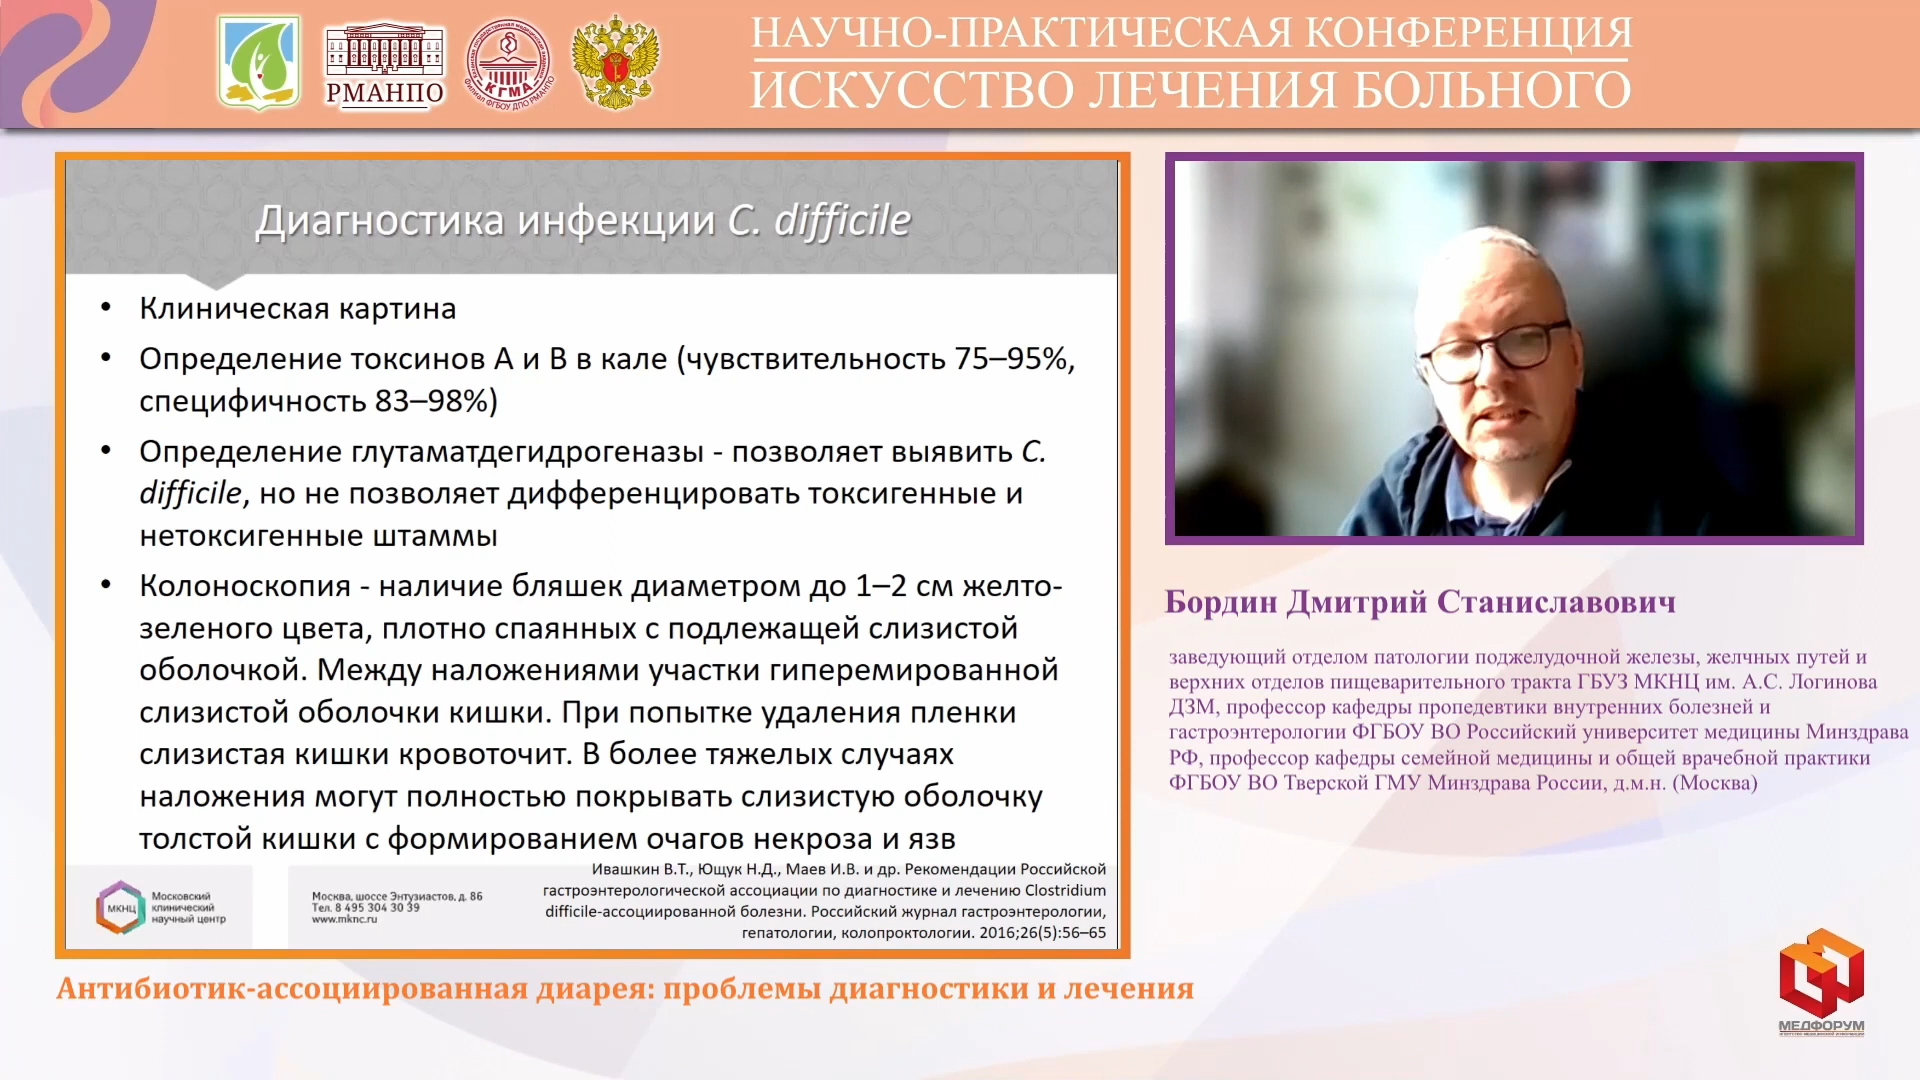 РМАНПО
КГМА
НАУЧНО-ПРАКТИЧЕСКАЯ КОНФЕРЕНЦИЯ
ИСКУССТВО ЛЕЧЕНИЯ БОЛЬНОГО
Диагностика инфекции C. difficile
• Клиническая картина
• Определение токсинов А и В в кале (чувствительность 75–95%,
специфичность 83–98%)
• Определение глутаматдегидрогеназы - позволяет выявить C.
difficile, но не позволяет дифференцировать токсигенные и
нетоксигенные штаммы
• Колоноскопия - наличие бляшек диаметром до 1–2 см желто-
зеленого цвета, плотно спаянных с подлежащей слизистой
оболочкой. Между наложениями участки гиперемированной
слизистой оболочки кишки. При попытке удаления пленки
слизистая кишки кровоточит. В более тяжелых случаях
наложения могут полностью покрывать слизистую оболочку
толстой кишки с формированием очагов некроза и язв
МКНЦ
Московский
клинический
научный центр
Москва, шоссе Энтузиастов, д. 86
Тел. 8 495 304 30 39
www.mknc.ru
Ивашкин В.Т., Ющук Н.Д., Маев И.В. и др. Рекомендации Российской
гастроэнтерологической ассоциации по диагностике и лечению Clostridium
difficile-ассоциированной болезни. Российский журнал гастроэнтерологии,
гепатологии, колопроктологии. 2016;26(5):56–65
Антибиотик-ассоциированная диарея: проблемы диагностики и лечения
Бордин Дмитрий Станиславович
заведующий отделом патологии поджелудочной железы, желчных путей и
верхних отделов пищеварительного тракта ГБУЗ МКНЦ им. А.С. Логинова
ДЗМ, профессор кафедры пропедевтики внутренних болезней и
гастроэнтерологии ФГБОУ ВО Российский университет медицины Минздрава
РФ, профессор кафедры семейной медицины и общей врачебной практики
ФГБОУ ВО Тверской ГМУ Минздрава России, д.м.н. (Москва)
МЕДФОРУМ